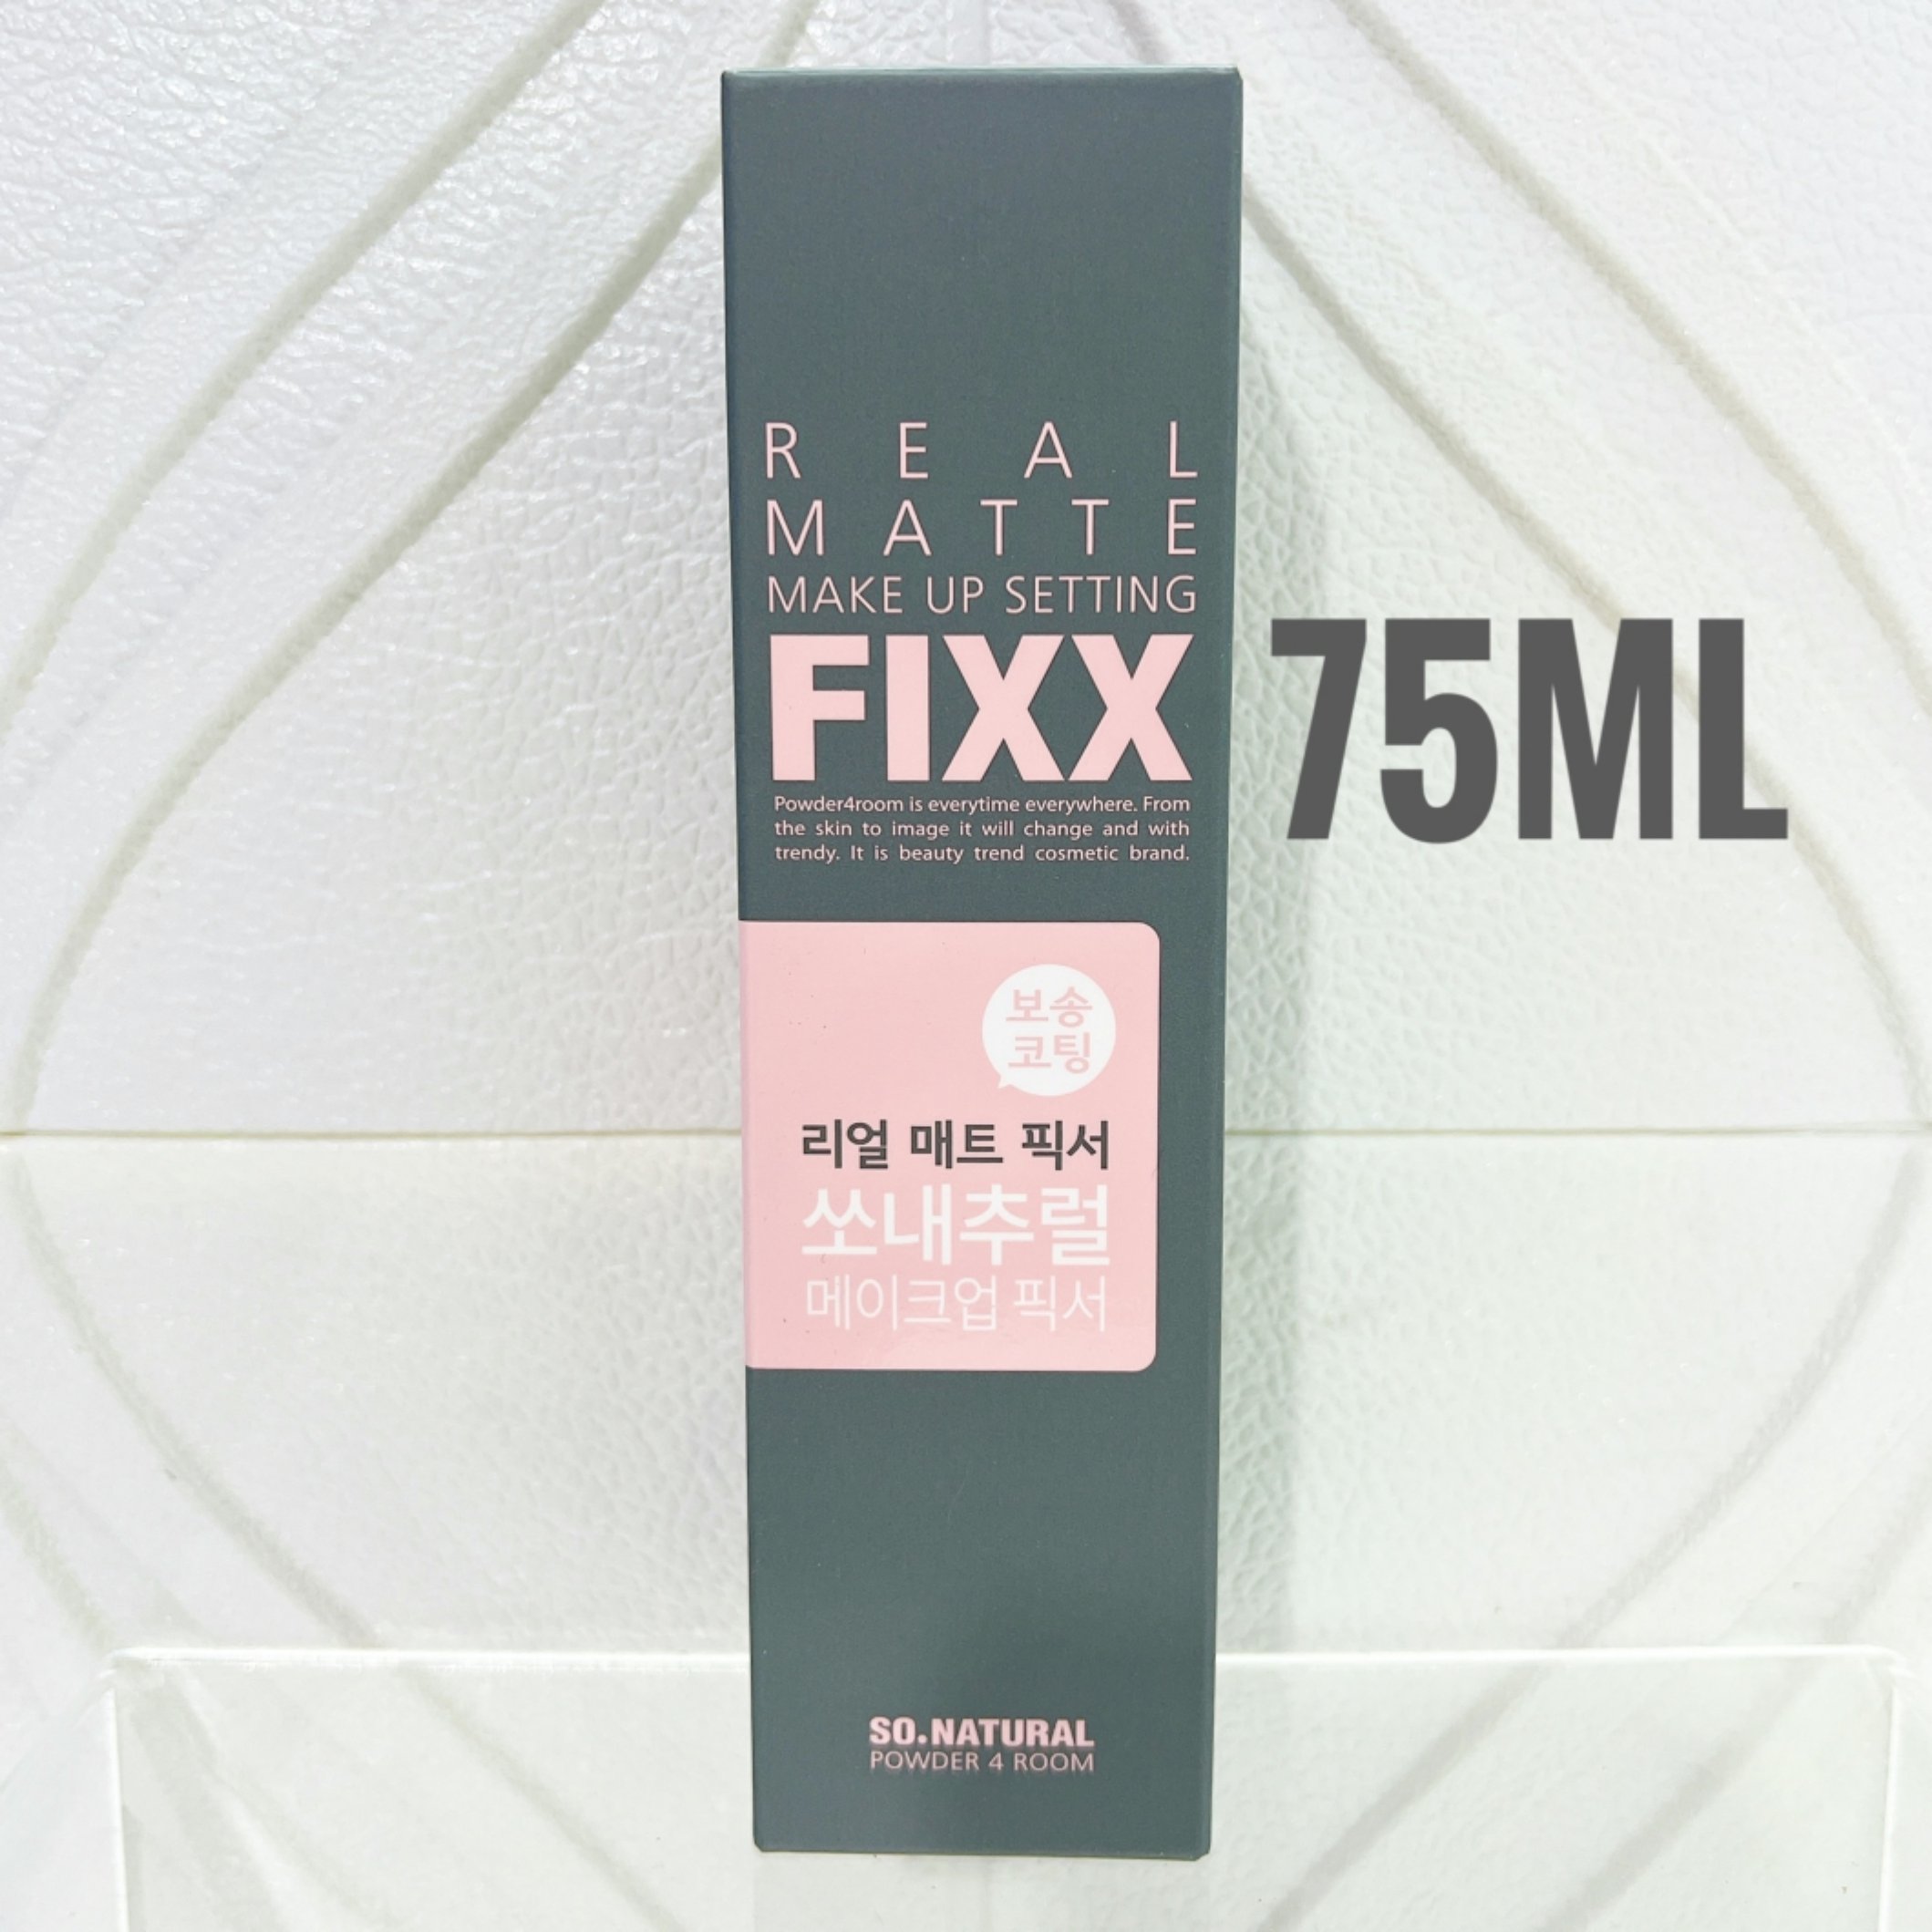 REAL
MATTE
MAKE UP SETTING
FIXX
75ML
Powder4room is everytime everywhere. From
the skin to image it will change and with
trendy. It is beauty trend cosmetic brand.
보송
코팅
리얼 매트 픽서
쏘내추럴
메이크업 픽서
SO.NATURAL
POWDER 4 ROOM